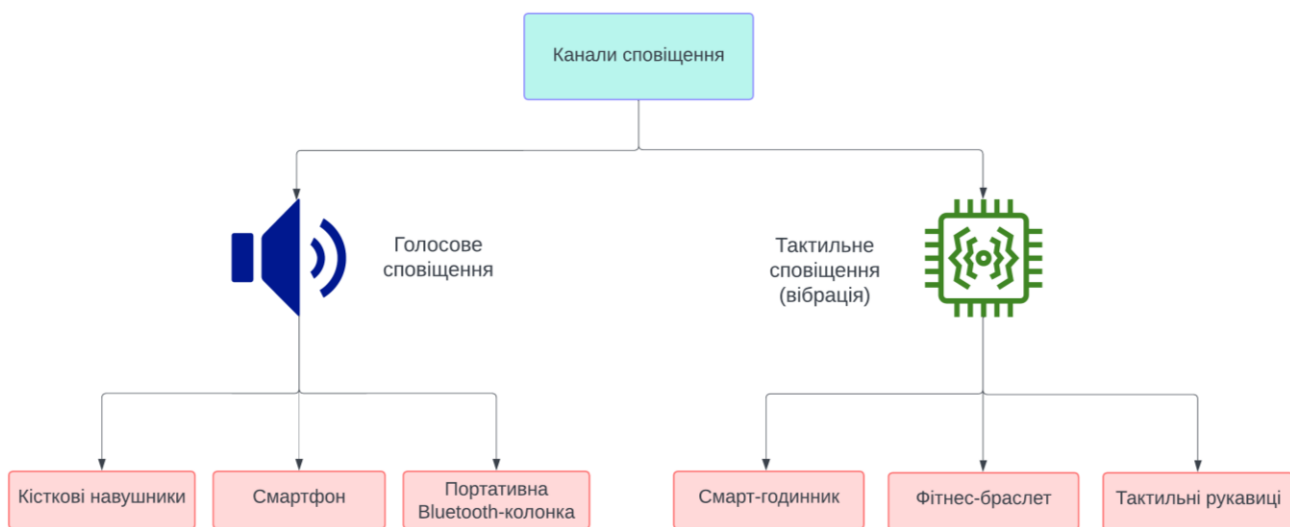 Канали сповіщення
Голосове
сповіщення
Тактильне
сповіщення
(вібрація)
Кісткові навушники
Смартфон
Портативна
Bluetooth-колонка
Смарт-годинник
Фітнес-браслет
Тактильні рукавиці